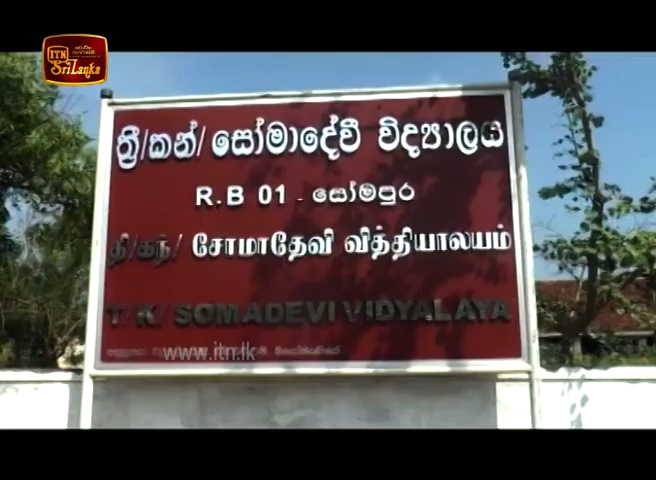 ITN
SriLanka
ත්‍රි/කන්/ සෝමාදේවී විද්‍යාලය
R.B 01 - සෝමපුර
தி/கந்/ சோமாதேவி வித்தியாலயம்
T/K/ SOMADEVI VIDYALAYA
www.itn.lk